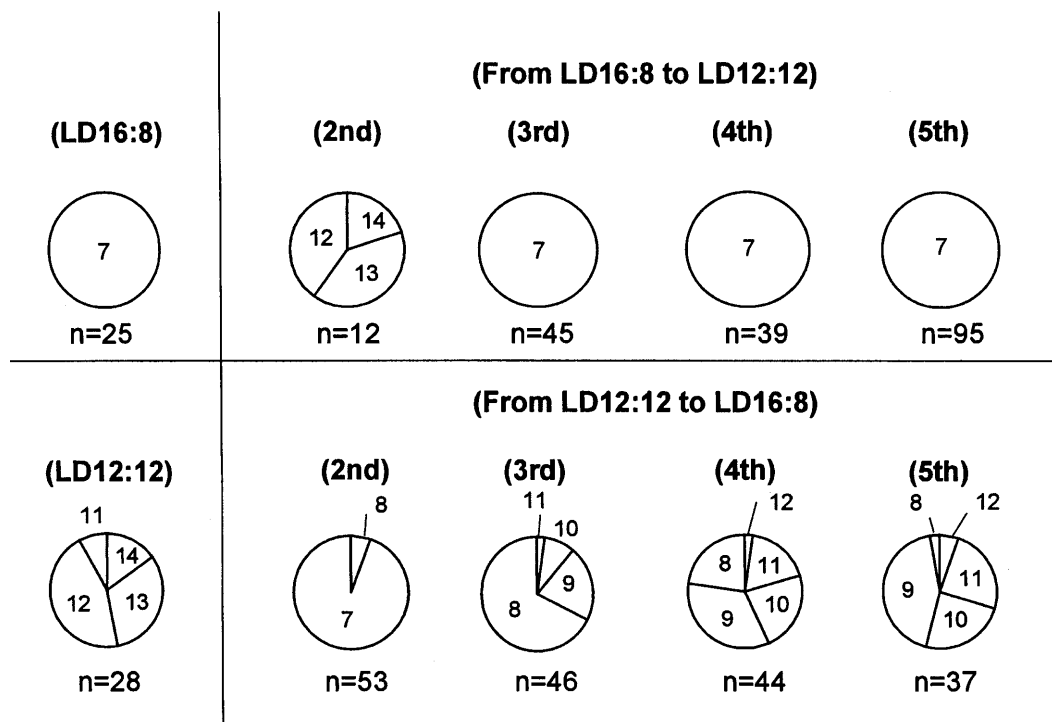 (From LD16:8 to LD12:12)
(LD16:8) (2nd) (3rd) (4th) (5th)
7 12 14 13 7 7 7
n=25 n=12 n=45 n=39 n=95
(From LD12:12 to LD16:8)
(LD12:12) (2nd) (3rd) (4th) (5th)
11 14 12 13 8 7 11 10 9 8 12 8 11 9 10 8 12 9 11 10
n=28 n=53 n=46 n=44 n=37